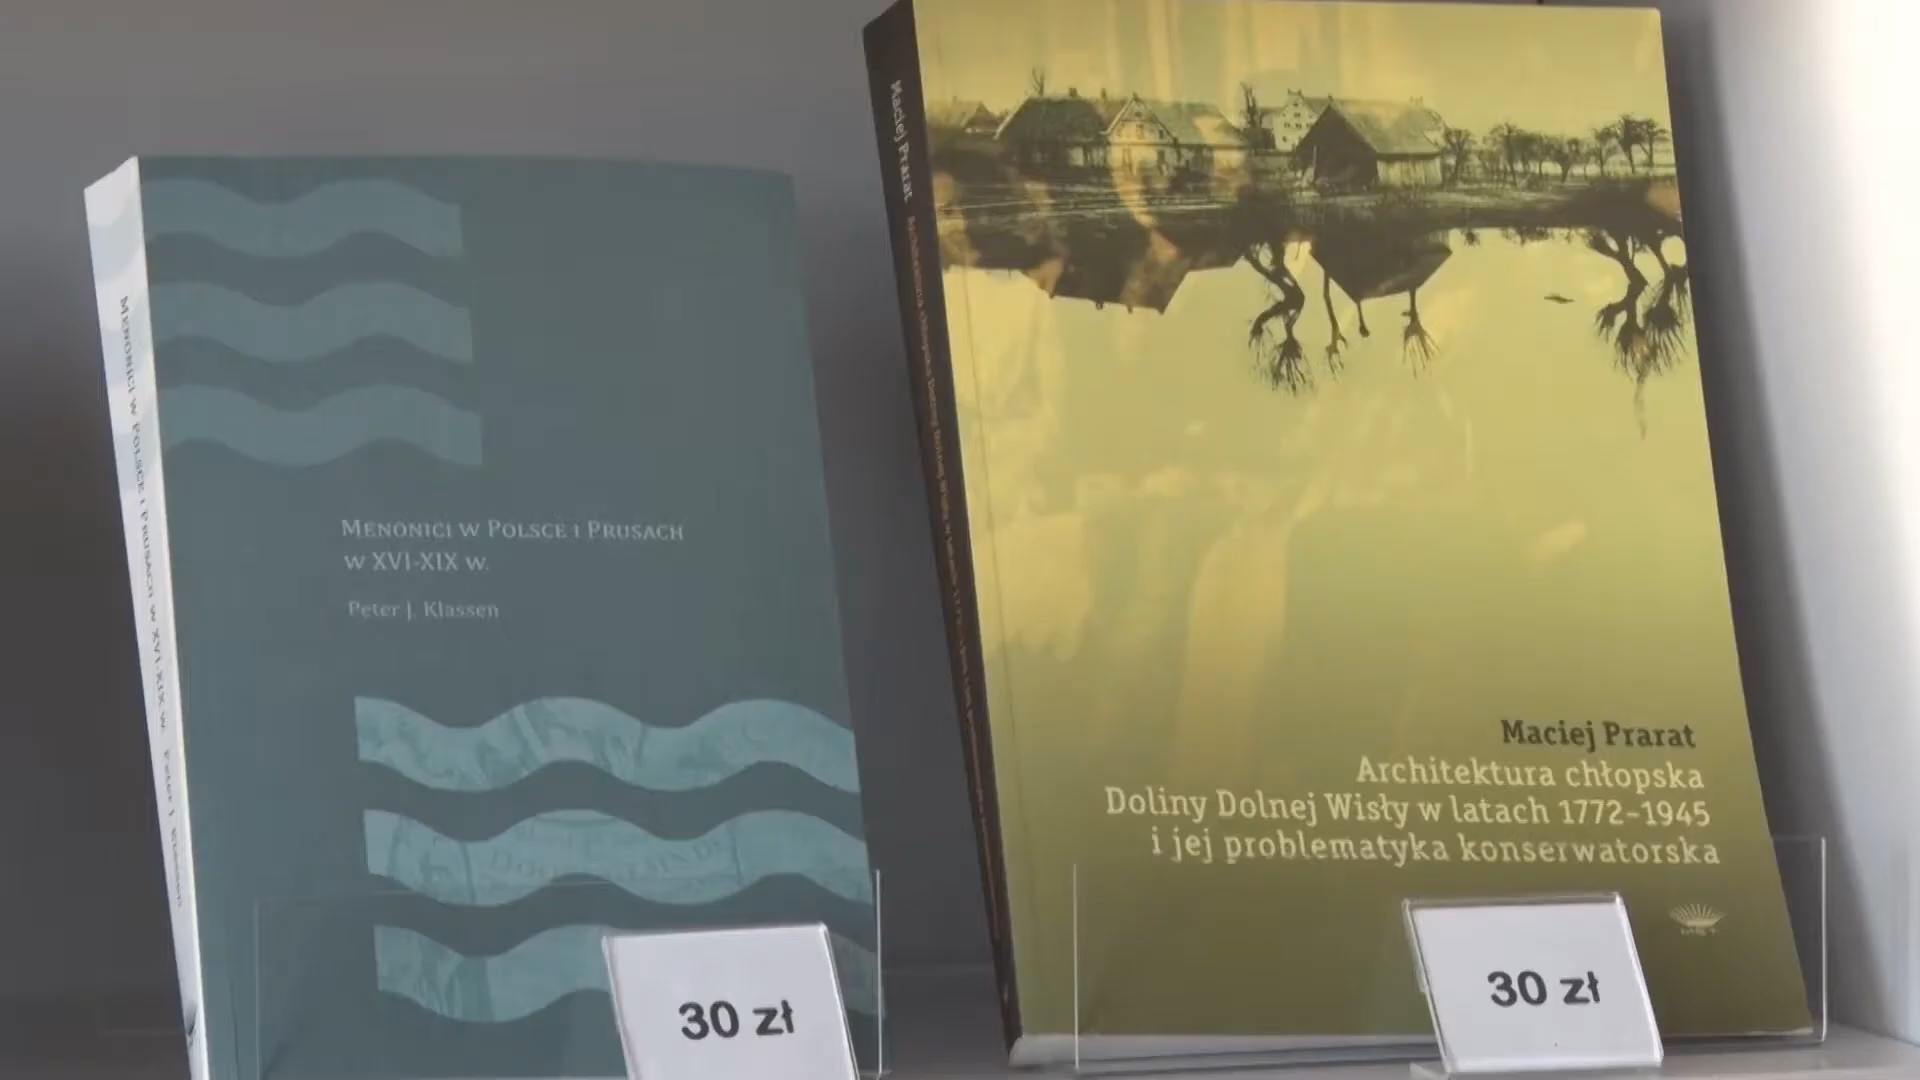 MENONICI W POLSCE I PRUSACH W XVI-XIX W. Peter J. Klassen
MENONICI W POLSCE I PRUSACH
W XVI-XIX W.
Peter J. Klassen
30 zł
Maciej Prarat
Maciej Prarat
Architektura chłopska
Doliny Dolnej Wisły w latach 1772-1945
i jej problematyka konserwatorska
30 zł